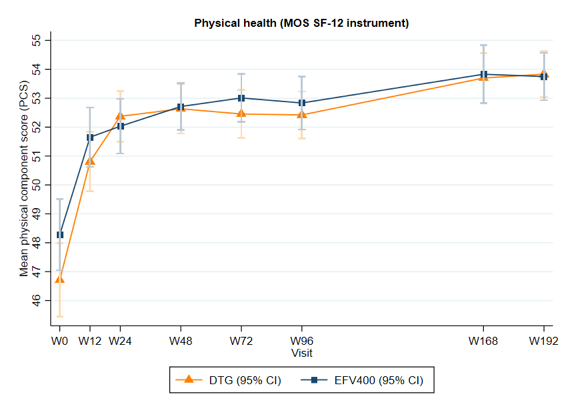 Physical health (MOS SF-12 instrument)
Mean physical component score (PCS)
55
54
53
52
51
50
49
48
47
46
W0 W12 W24 W48 W72 W96 W168 W192
Visit
DTG (95% CI) EFV400 (95% CI)